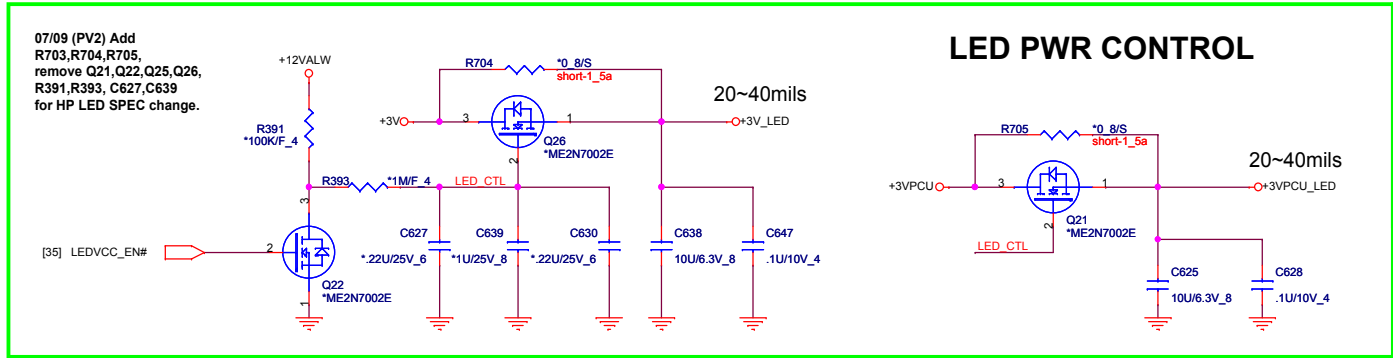 07/09 (PV2) Add
R703,R704,R705,
remove Q21,Q22,Q25,Q26,
R391,R393, C627,C639
for HP LED SPEC change.
LED PWR CONTROL
+12VALW
R391
*100K/F_4
R704
*0_8/S
short-1_5a
20~40mils
+3V
3
1
+3V_LED
Q26
*ME2N7002E
2
R393
*1M/F_4
LED_CTL
3
[35] LEDVCC_EN#
2
Q22
*ME2N7002E
1
C627
*.22U/25V_6
C639
*1U/25V_8
C630
*.22U/25V_6
C638
10U/6.3V_8
C647
.1U/10V_4
R705
*0_8/S
short-1_5a
20~40mils
+3VPCU
3
1
+3VPCU_LED
Q21
*ME2N7002E
2
LED_CTL
C625
10U/6.3V_8
C628
.1U/10V_4